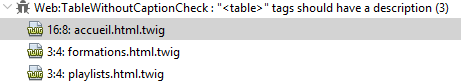 Web:TableWithoutCaptionCheck : "<table>" tags should have a description (3)
16:8: accueil.html.twig
3:4: formations.html.twig
3:4: playlists.html.twig